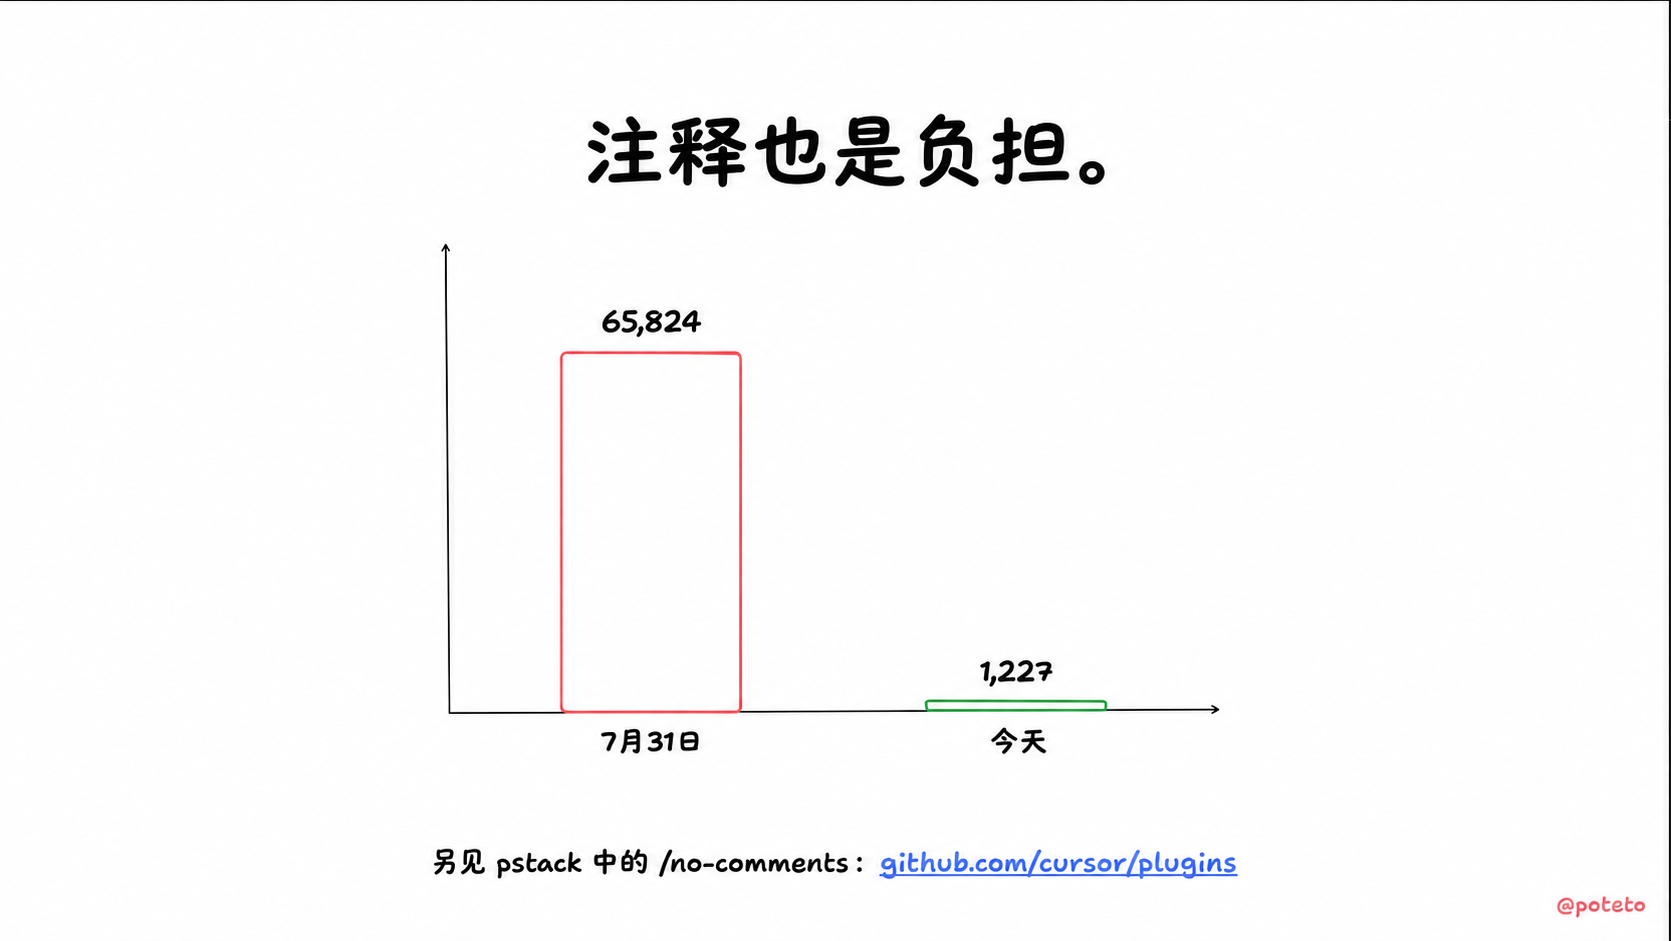 注释也是负担。
65,824
1,227
7月31日
今天
另见 pstack 中的 /no-comments：github.com/cursor/plugins
@poteto